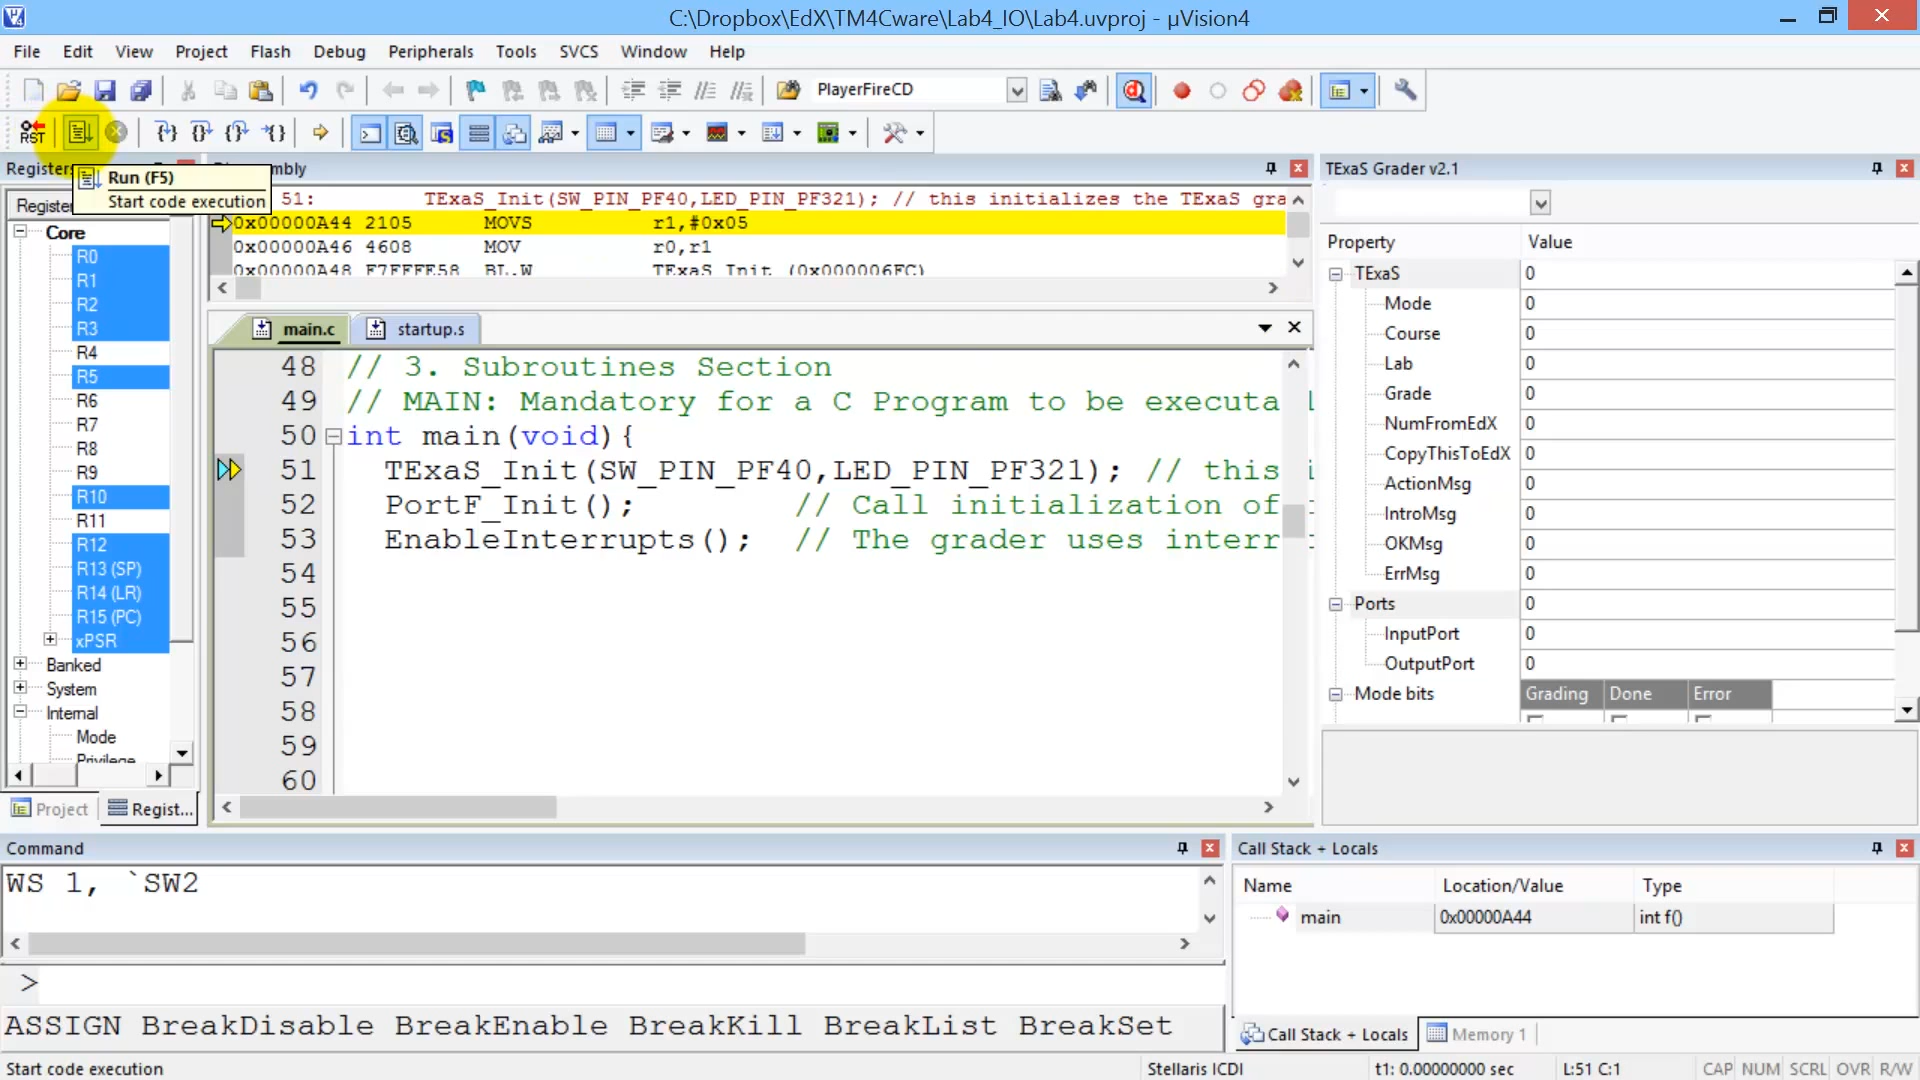 C:\Dropbox\EdX\TM4Cware\Lab4_IO\Lab4.uvproj - µVision4
File Edit View Project Flash Debug Peripherals Tools SVCS Window Help
PlayerFireCD
RST
Registers
Run (F5)
Start code execution
51: TExaS_Init(SW_PIN_PF40,LED_PIN_PF321); // this initializes the TExaS gra
0x00000A44 2105 MOVS r1,#0x05
0x00000A46 4608 MOV r0,r1
0x00000A48 F7FFFE58 BL.W TExaS_Init (0x000006FC)
Core
R0
R1
R2
R3
R4
R5
R6
R7
R8
R9
R10
R11
R12
R13 (SP)
R14 (LR)
R15 (PC)
xPSR
Banked
System
Internal
Mode
Privilege
Project Regist...
main.c startup.s
48 // 3. Subroutines Section
49 // MAIN: Mandatory for a C Program to be executa
50 int main(void){
51 TExaS_Init(SW_PIN_PF40,LED_PIN_PF321); // this
52 PortF_Init(); // Call initialization of
53 EnableInterrupts(); // The grader uses interr
54
55
56
57
58
59
60
TExaS Grader v2.1
Property Value
TExaS 0
Mode 0
Course 0
Lab 0
Grade 0
NumFromEdX 0
CopyThisToEdX 0
ActionMsg 0
IntroMsg 0
OKMsg 0
ErrMsg 0
Ports 0
InputPort 0
OutputPort 0
Mode bits Grading Done Error
Command
WS 1, `SW2
>
ASSIGN BreakDisable BreakEnable BreakKill BreakList BreakSet
Call Stack + Locals
Name Location/Value Type
main 0x00000A44 int f()
Call Stack + Locals Memory 1
Start code execution Stellaris ICDI t1: 0.00000000 sec L:51 C:1 CAP NUM SCRL OVR R/W